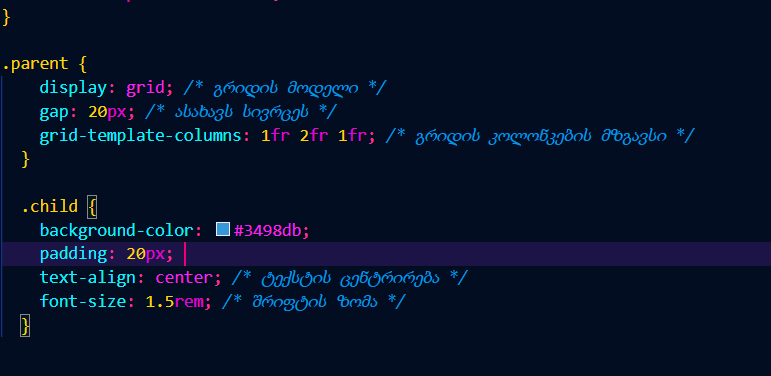 }
.parent {
display: grid; /* გრიდის მოდელი */
gap: 20px; /* ასახავს სივრცეს */
grid-template-columns: 1fr 2fr 1fr; /* გრიდის კოლონკების მზგავსი */
}
.child {
background-color: #3498db;
padding: 20px;
text-align: center; /* ტექსტის ცენტრირება */
font-size: 1.5rem; /* შრიფტის ზომა */
}